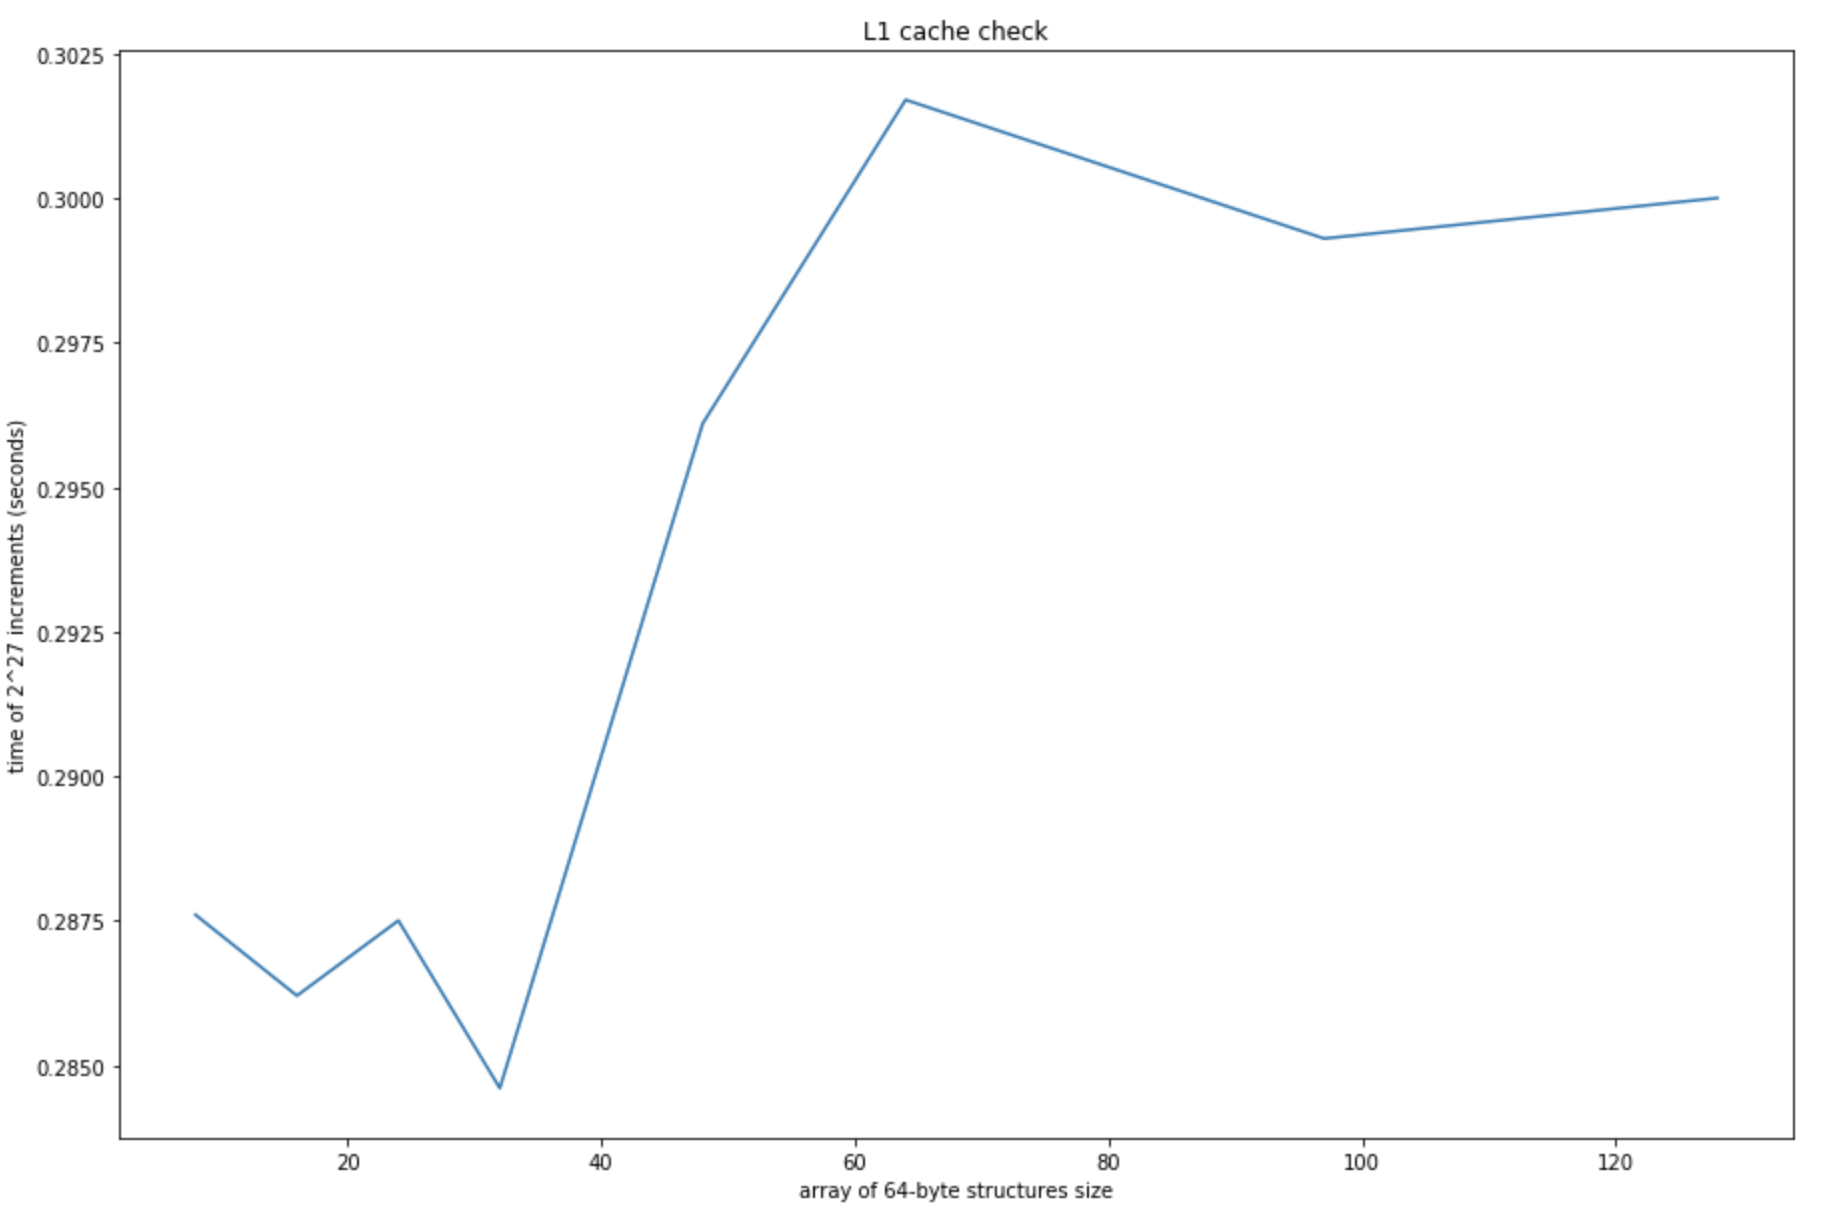 L1 cache check
0.3025
0.3000
0.2975
0.2950
0.2925
0.2900
0.2875
0.2850
time of 2^27 increments (seconds)
20 40 60 80 100 120
array of 64-byte structures size